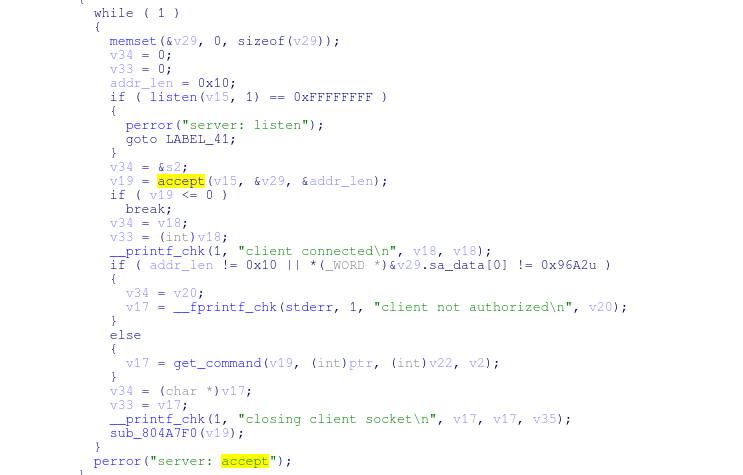 {
while ( 1 )
{
memset(&v29, 0, sizeof(v29));
v34 = 0;
v33 = 0;
addr_len = 0x10;
if ( listen(v15, 1) == 0xFFFFFFFF )
{
perror("server: listen");
goto LABEL_41;
}
v34 = &s2;
v19 = accept(v15, &v29, &addr_len);
if ( v19 <= 0 )
break;
v34 = v18;
v33 = (int)v18;
__printf_chk(1, "client connected\n", v18, v18);
if ( addr_len != 0x10 || *(_WORD *)&v29.sa_data[0] != 0x96A2u )
{
v34 = v20;
v17 = __fprintf_chk(stderr, 1, "client not authorized\n", v20);
}
else
{
v17 = get_command(v19, (int)ptr, (int)v22, v2);
}
v34 = (char *)v17;
v33 = v17;
__printf_chk(1, "closing client socket\n", v17, v17, v35);
sub_804A7F0(v19);
}
perror("server: accept");
}